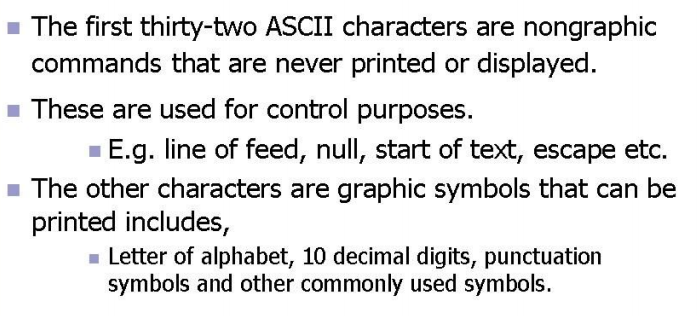 The first thirty-two ASCII characters are nongraphic
commands that are never printed or displayed.
These are used for control purposes.
E.g. line of feed, null, start of text, escape etc.
The other characters are graphic symbols that can be
printed includes,
Letter of alphabet, 10 decimal digits, punctuation
symbols and other commonly used symbols.